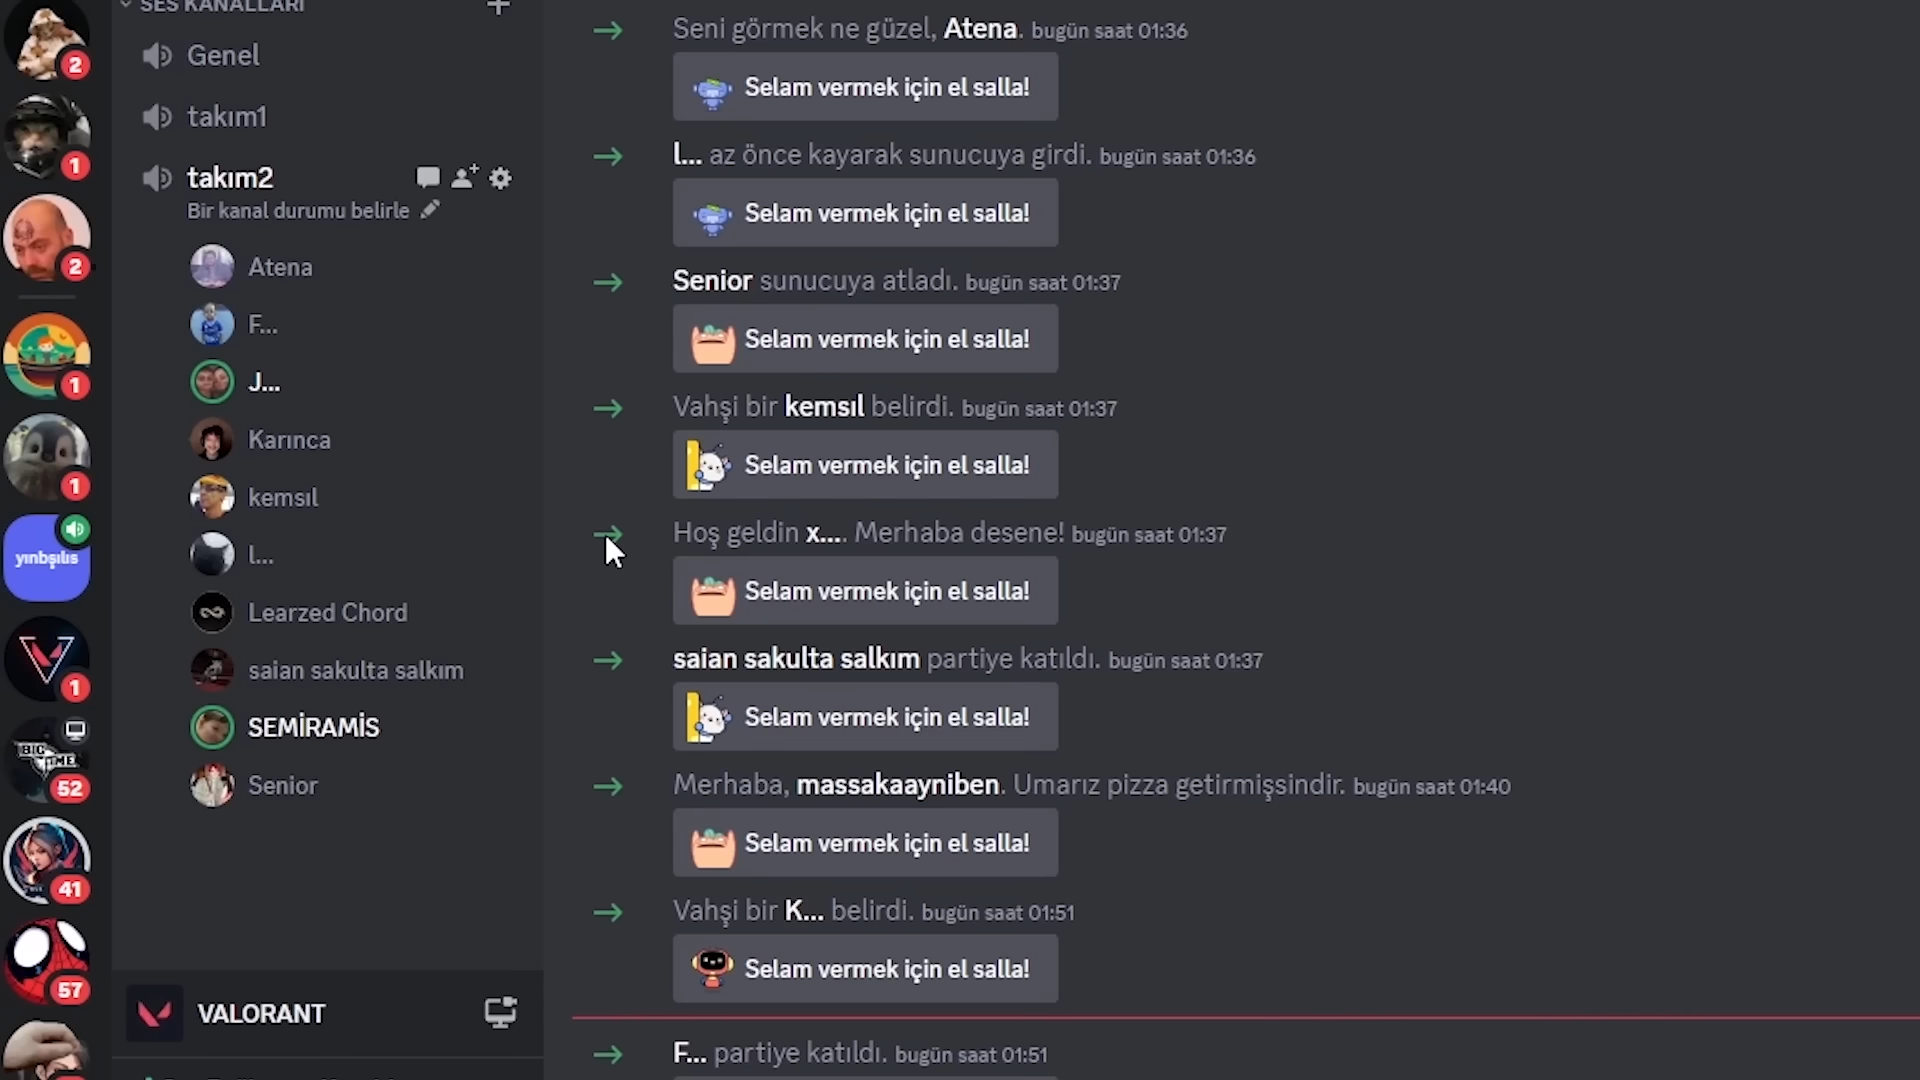 SES KANALLARI
Genel
takım1
takım2
Bir kanal durumu belirle
Atena
F...
J...
Karınca
kemsıl
l...
Learzed Chord
saian sakulta salkım
SEMİRAMİS
Senior
VALORANT
2
1
2
1
1
yınbşılıs
1
BIG TIME
52
41
57
Seni görmek ne güzel, Atena. bugün saat 01:36
Selam vermek için el salla!
l... az önce kayarak sunucuya girdi. bugün saat 01:36
Selam vermek için el salla!
Senior sunucuya atladı. bugün saat 01:37
Selam vermek için el salla!
Vahşi bir kemsıl belirdi. bugün saat 01:37
Selam vermek için el salla!
Hoş geldin x.... Merhaba desene! bugün saat 01:37
Selam vermek için el salla!
saian sakulta salkım partiye katıldı. bugün saat 01:37
Selam vermek için el salla!
Merhaba, massakaayniben. Umarız pizza getirmişsindir. bugün saat 01:40
Selam vermek için el salla!
Vahşi bir K... belirdi. bugün saat 01:51
Selam vermek için el salla!
F... partiye katıldı. bugün saat 01:51